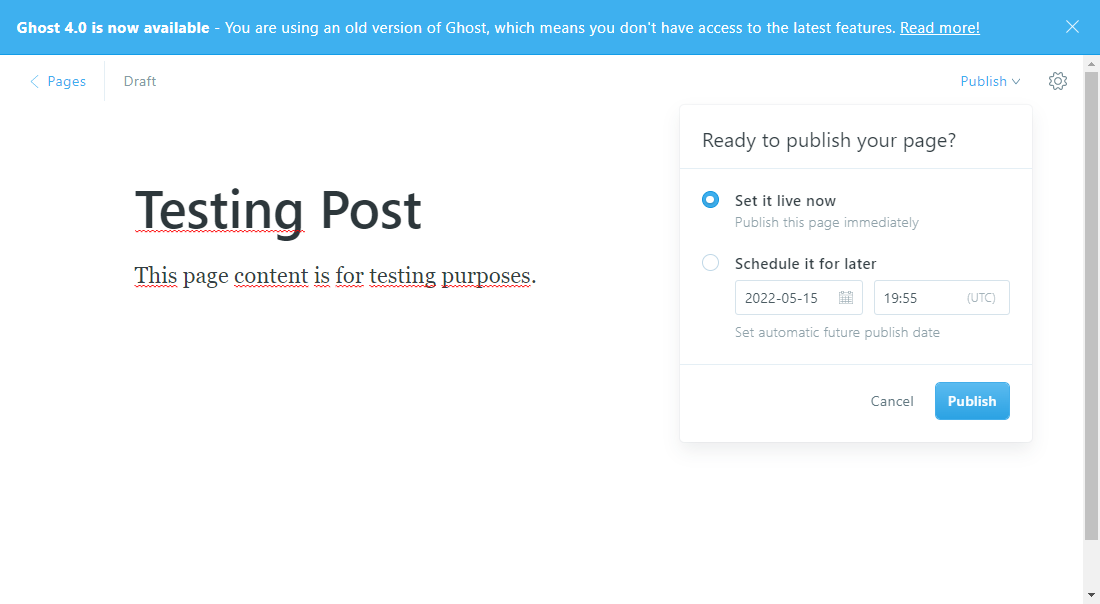 Ghost 4.0 is now available - You are using an old version of Ghost, which means you don't have access to the latest features. Read more!
Pages
Draft
Publish
Ready to publish your page?
Testing Post
Set it live now
Publish this page immediately
This page content is for testing purposes.
Schedule it for later
2022-05-15
19:55
(UTC)
Set automatic future publish date
Cancel
Publish